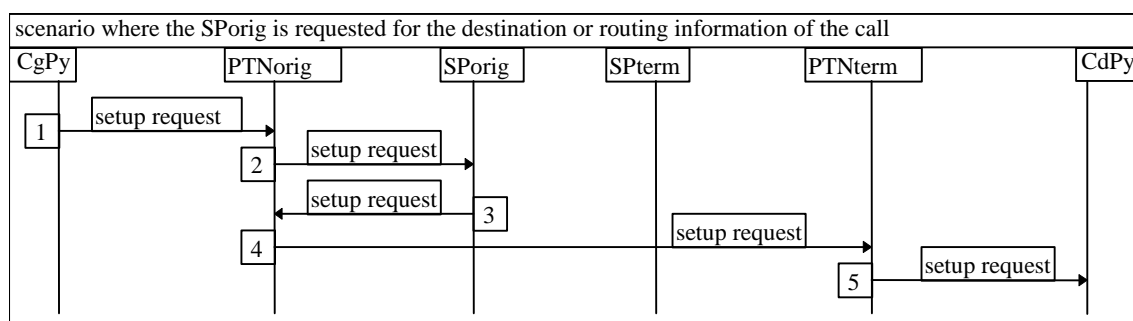 scenario where the SPorig is requested for the destination or routing information of the call
CgPy PTNorig SPorig SPterm PTNterm CdPy
1 setup request
2 setup request
setup request 3
4 setup request
5 setup request